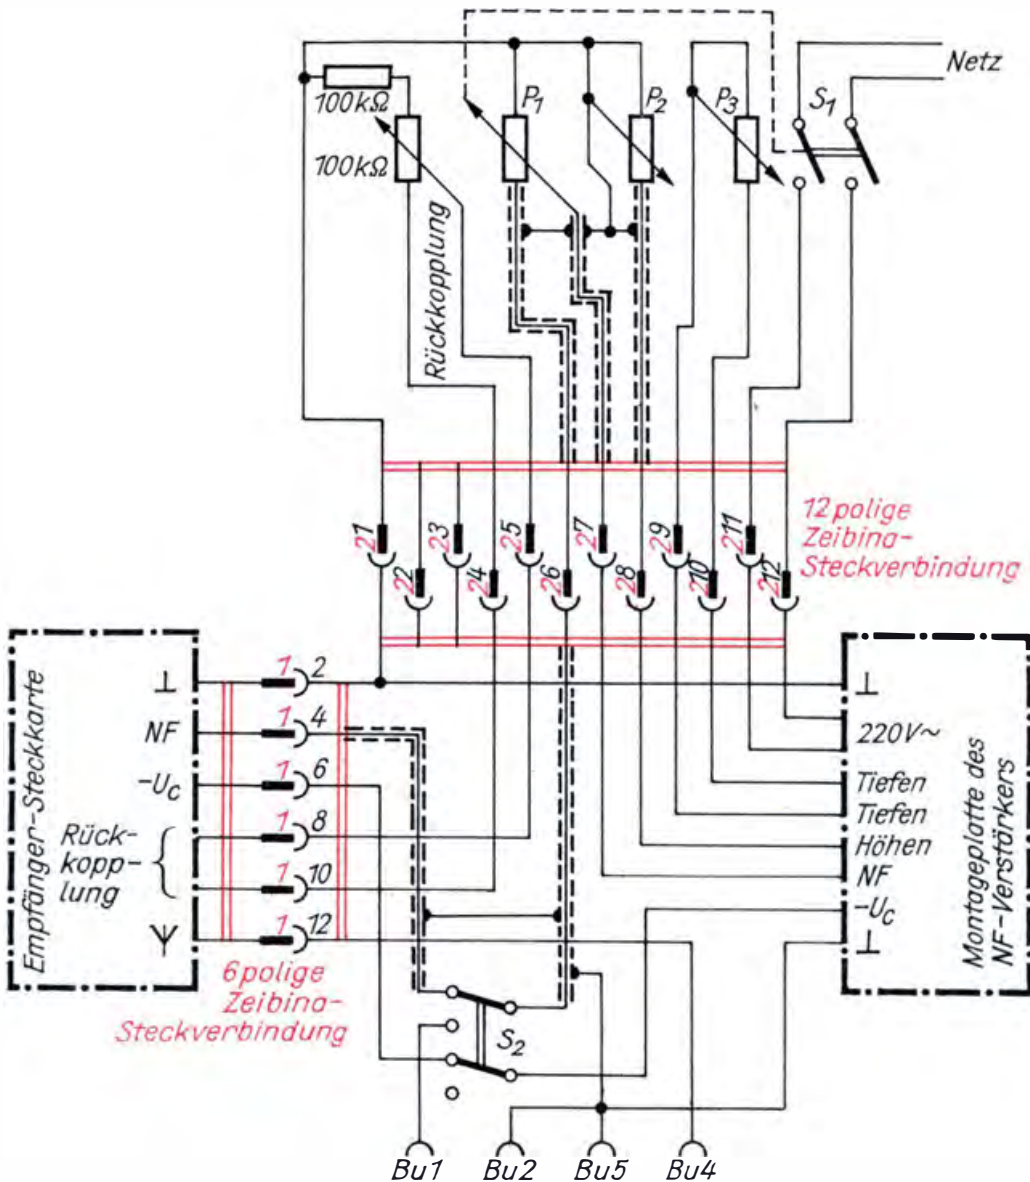 Netz
100kΩ
P1
P2
P3
S1
100kΩ
Rückkopplung
12polige
Zeibina-
Steckverbindung
21
23
25
27
29
211
22
24
26
28
210
212
Empfänger-Steckkarte
⊥
NF
-Uc
Rück-
kopp-
lung
1 2
1 4
1 6
1 8
1 10
1 12
6polige
Zeibina-
Steckverbindung
S2
⊥
220V~
Tiefen
Tiefen
Höhen
NF
-Uc
⊥
Montageplatte des
NF-Verstärkers
Bu1 Bu2 Bu5 Bu4